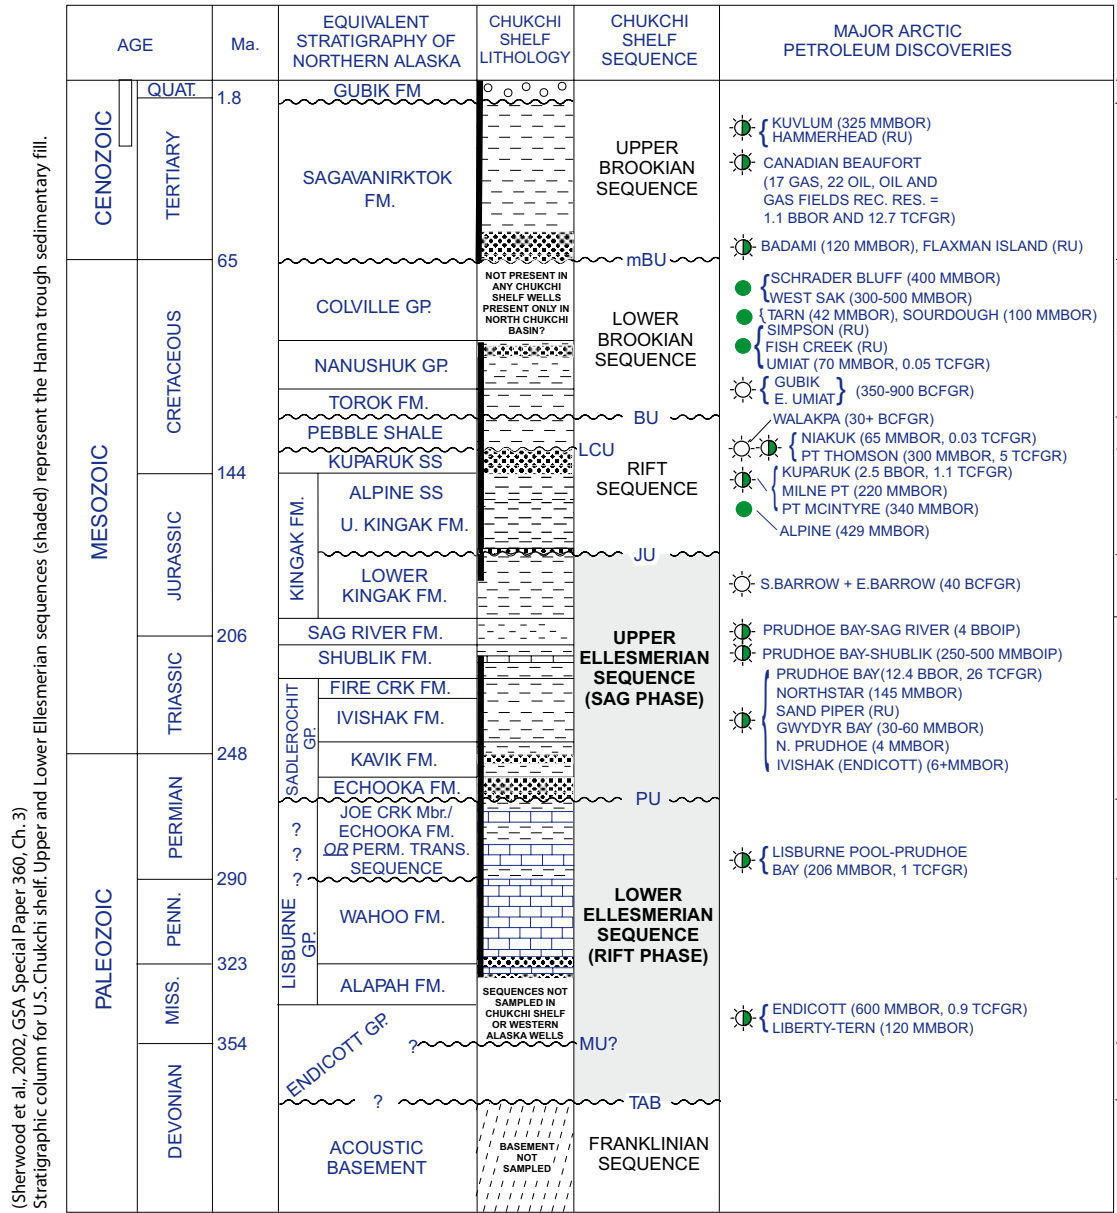 (Sherwood et al., 2002, GSA Special Paper 360, Ch. 3)
Stratigraphic column for U.S. Chukchi shelf. Upper and Lower Ellesmerian sequences (shaded) represent the Hanna trough sedimentary fill.
AGE
Ma.
EQUIVALENT
STRATIGRAPHY OF
NORTHERN ALASKA
CHUKCHI
SHELF
LITHOLOGY
CHUKCHI
SHELF
SEQUENCE
MAJOR ARCTIC
PETROLEUM DISCOVERIES
CENOZOIC
MESOZOIC
PALEOZOIC
QUAT.
TERTIARY
CRETACEOUS
JURASSIC
TRIASSIC
PERMIAN
PENN.
MISS.
DEVONIAN
1.8
65
144
206
248
290
323
354
GUBIK FM
SAGAVANIRKTOK
FM.
COLVILLE GP.
NANUSHUK GP.
TOROK FM.
PEBBLE SHALE
KUPARUK SS
KINGAK FM.
ALPINE SS
U. KINGAK FM.
LOWER
KINGAK FM.
SAG RIVER FM.
SHUBLIK FM.
SADLEROCHIT
GP.
FIRE CRK FM.
IVISHAK FM.
KAVIK FM.
ECHOOKA FM.
?
?
?
JOE CRK Mbr./
ECHOOKA FM.
OR PERM. TRANS.
SEQUENCE
LISBURNE
GP.
WAHOO FM.
ALAPAH FM.
ENDICOTT GP.
?
?
ACOUSTIC
BASEMENT
NOT PRESENT IN
ANY CHUKCHI
SHELF WELLS
PRESENT ONLY IN
NORTH CHUKCHI
BASIN?
SEQUENCES NOT
SAMPLED IN
CHUKCHI SHELF
OR WESTERN
ALASKA WELLS
BASEMENT
NOT
SAMPLED
UPPER
BROOKIAN
SEQUENCE
mBU
LOWER
BROOKIAN
SEQUENCE
BU
LCU
RIFT
SEQUENCE
JU
UPPER
ELLESMERIAN
SEQUENCE
(SAG PHASE)
PU
LOWER
ELLESMERIAN
SEQUENCE
(RIFT PHASE)
MU?
TAB
FRANKLINIAN
SEQUENCE
KUVLUM (325 MMBOR)
HAMMERHEAD (RU)
CANADIAN BEAUFORT
(17 GAS, 22 OIL, OIL AND
GAS FIELDS REC. RES. =
1.1 BBOR AND 12.7 TCFGR)
BADAMI (120 MMBOR), FLAXMAN ISLAND (RU)
SCHRADER BLUFF (400 MMBOR)
WEST SAK (300-500 MMBOR)
TARN (42 MMBOR), SOURDOUGH (100 MMBOR)
SIMPSON (RU)
FISH CREEK (RU)
UMIAT (70 MMBOR, 0.05 TCFGR)
GUBIK
E. UMIAT
(350-900 BCFGR)
WALAKPA (30+ BCFGR)
NIAKUK (65 MMBOR, 0.03 TCFGR)
PT THOMSON (300 MMBOR, 5 TCFGR)
KUPARUK (2.5 BBOR, 1.1 TCFGR)
MILNE PT (220 MMBOR)
PT MCINTYRE (340 MMBOR)
ALPINE (429 MMBOR)
S.BARROW + E.BARROW (40 BCFGR)
PRUDHOE BAY-SAG RIVER (4 BBOIP)
PRUDHOE BAY-SHUBLIK (250-500 MMBOIP)
PRUDHOE BAY(12.4 BBOR, 26 TCFGR)
NORTHSTAR (145 MMBOR)
SAND PIPER (RU)
GWYDYR BAY (30-60 MMBOR)
N. PRUDHOE (4 MMBOR)
IVISHAK (ENDICOTT) (6+MMBOR)
LISBURNE POOL-PRUDHOE
BAY (206 MMBOR, 1 TCFGR)
ENDICOTT (600 MMBOR, 0.9 TCFGR)
LIBERTY-TERN (120 MMBOR)